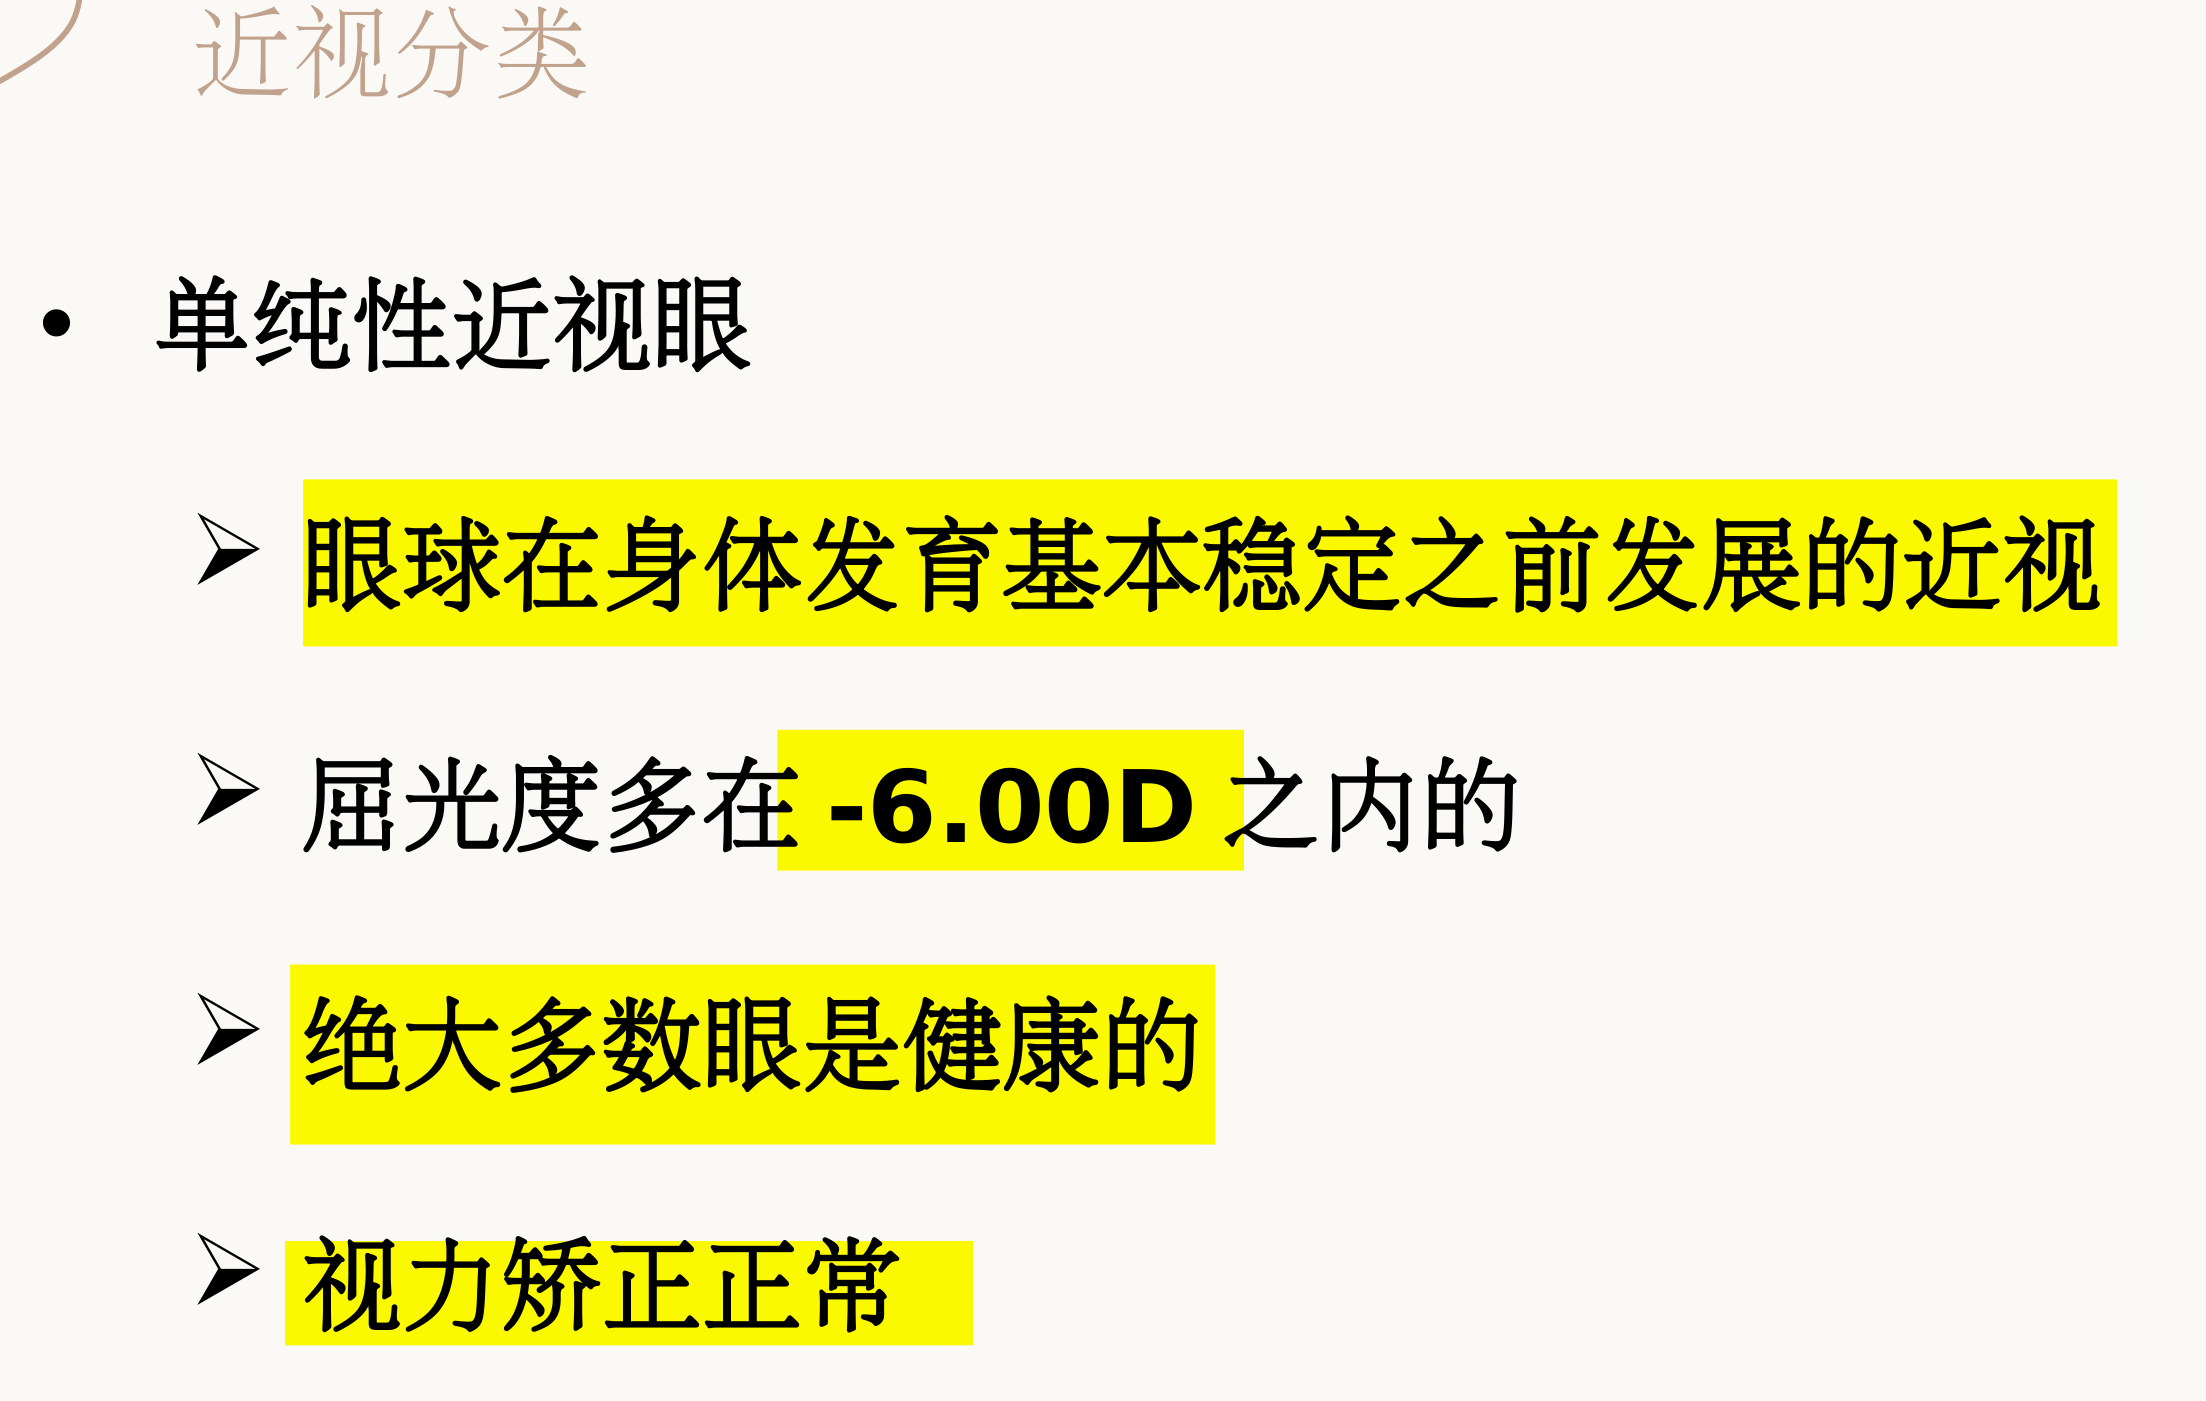 近视分类
• 单纯性近视眼
➢ 眼球在身体发育基本稳定之前发展的近视
➢ 屈光度多在 -6.00D 之内的
➢ 绝大多数眼是健康的
➢ 视力矫正正常